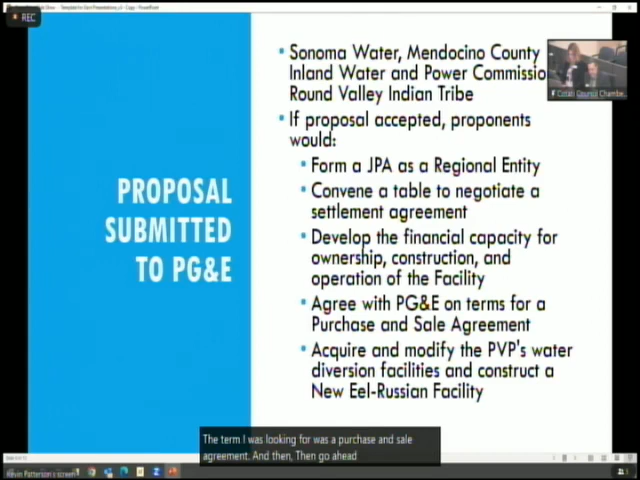 REC
PROPOSAL
SUBMITTED
TO PG&E
• Sonoma Water, Mendocino County
Inland Water and Power Commissio
Round Valley Indian Tribe
• If proposal accepted, proponents
would:
• Form a JPA as a Regional Entity
• Convene a table to negotiate a
settlement agreement
• Develop the financial capacity for
ownership, construction, and
operation of the Facility
• Agree with PG&E on terms for a
Purchase and Sale Agreement
• Acquire and modify the PVP's water
diversion facilities and construct a
New Eel-Russian Facility
Cotati Council Chambe...
The term I was looking for was a purchase and sale
agreement. And then, Then go ahead
Kevin Patterson's screen